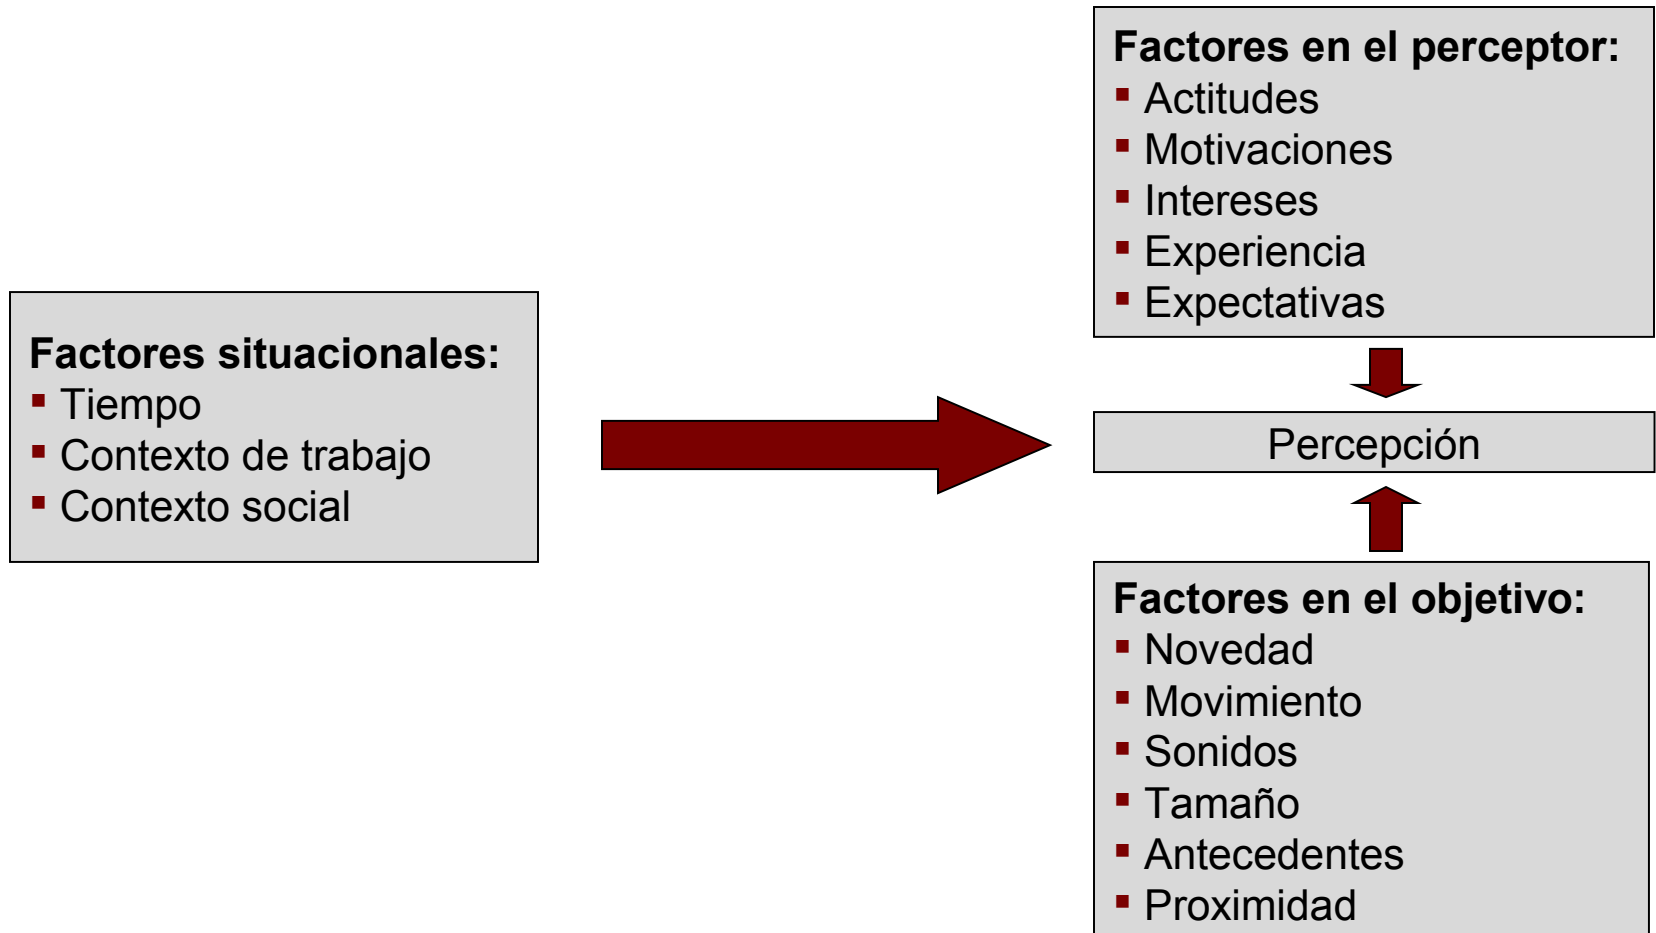 Factores en el perceptor:
▪ Actitudes
▪ Motivaciones
▪ Intereses
▪ Experiencia
▪ Expectativas
Factores situacionales:
▪ Tiempo
▪ Contexto de trabajo
▪ Contexto social
Percepción
Factores en el objetivo:
▪ Novedad
▪ Movimiento
▪ Sonidos
▪ Tamaño
▪ Antecedentes
▪ Proximidad